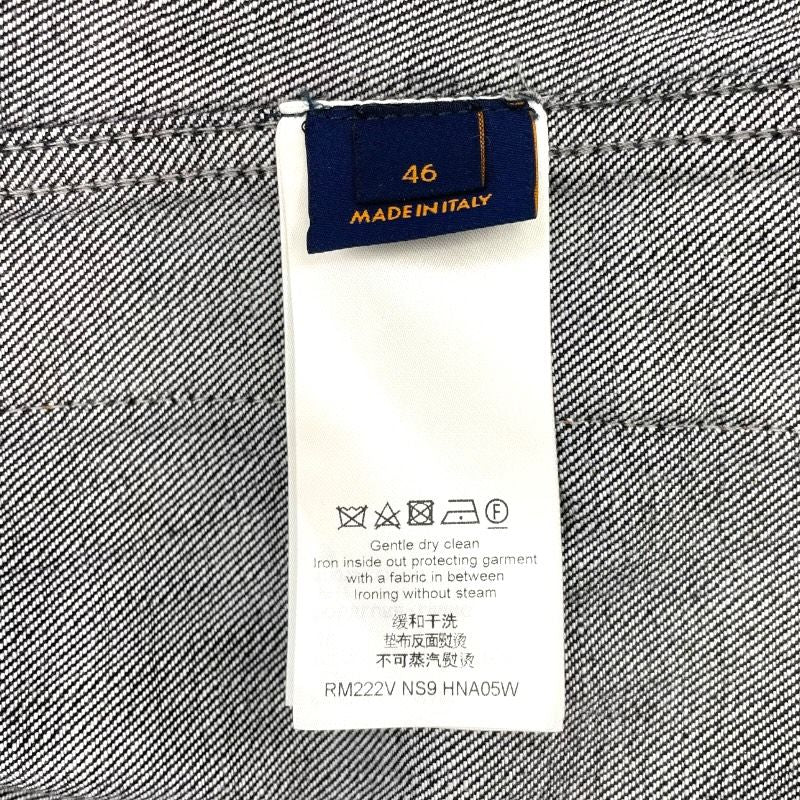 46
MADE IN ITALY
F
Gentle dry clean
Iron inside out protecting garment
with a fabric in between
Ironing without steam
缓和干洗
垫布反面熨烫
不可蒸汽熨烫
RM222V NS9 HNA05W